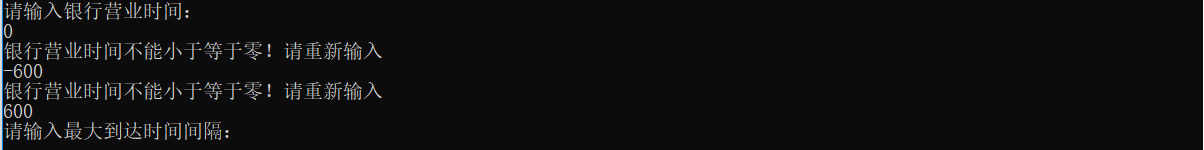 请输入银行营业时间：
0
银行营业时间不能小于等于零！请重新输入
-600
银行营业时间不能小于等于零！请重新输入
600
请输入最大到达时间间隔：